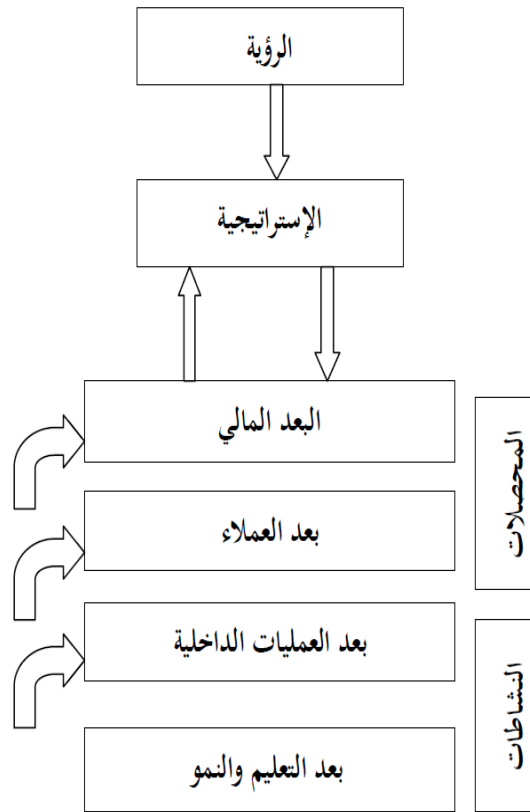 الرؤية
الإستراتيجية
البعد المالي
بعد العملاء
المحصلات
بعد العمليات الداخلية
بعد التعليم والنمو
النشاطات